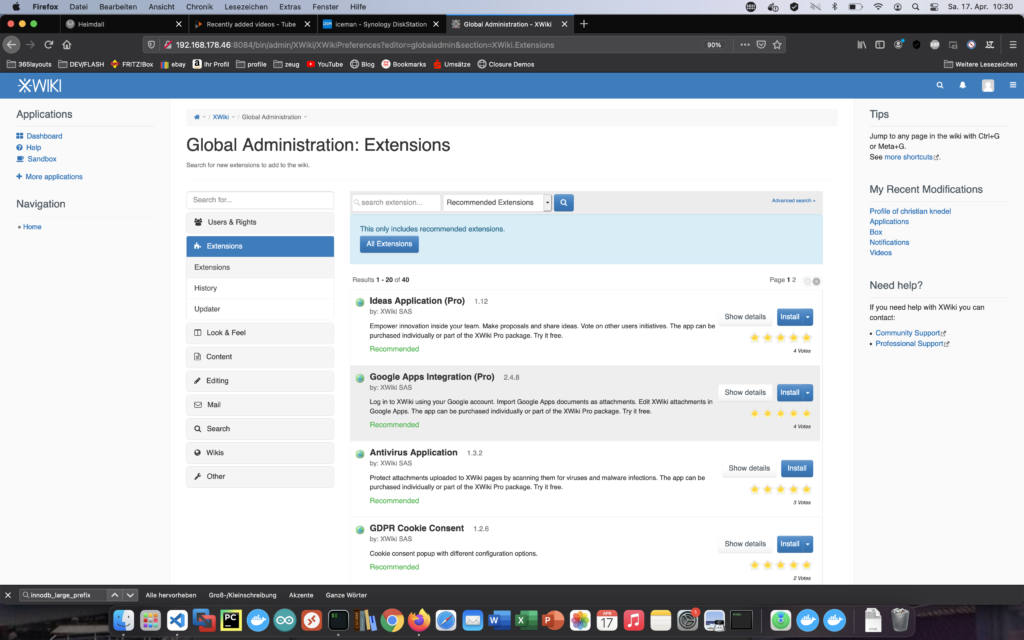 Firefox Datei Bearbeiten Ansicht Chronik Lesezeichen Extras Fenster Hilfe Sa. 17. Apr. 10:30
Heimdall
Recently added videos - Tube
iceman - Synology DiskStation
Global Administration - XWiki
192.168.178.46:8084/bin/admin/XWiki/XWikiPreferences?editor=globaladmin&section=XWiki.Extensions 90%
365layouts DEV/FLASH FRITZ!Box ebay Ihr Profil profile zeug YouTube Blog Bookmarks Umsätze Closure Demos Weitere Lesezeichen
XWIKI
Applications
Dashboard
Help
Sandbox
More applications
Navigation
Home
/ XWiki / Global Administration
Global Administration: Extensions
Search for new extensions to add to the wiki.
Search for...
Users & Rights
Extensions
Extensions
History
Updater
Look & Feel
Content
Editing
Mail
Search
Wikis
Other
search extension... Recommended Extensions Advanced search
This only includes recommended extensions.
All Extensions
Results 1 - 20 of 40 Page 1 2
Ideas Application (Pro) 1.12
by: XWiki SAS
Empower innovation inside your team. Make proposals and share ideas. Vote on other users initiatives. The app can be
purchased individually or part of the XWiki Pro package. Try it free.
Recommended
Show details Install
4 Votes
Google Apps Integration (Pro) 2.4.8
by: XWiki SAS
Log in to XWiki using your Google account. Import Google Apps documents as attachments. Edit XWiki attachments in
Google Apps. The app can be purchased individually or part of the XWiki Pro package. Try it free.
Recommended
Show details Install
4 Votes
Antivirus Application 1.3.2
by: XWiki SAS
Protect attachments uploaded to XWiki pages by scanning them for viruses and malware infections. The app can be
purchased individually or part of the XWiki Pro package. Try it free.
Recommended
Show details Install
3 Votes
GDPR Cookie Consent 1.2.6
by: XWiki SAS
Cookie consent popup with different configuration options.
Recommended
Show details Install
2 Votes
Tips
Jump to any page in the wiki with Ctrl+G
or Meta+G.
See more shortcuts.
My Recent Modifications
Profile of christian knedel
Applications
Box
Notifications
Videos
Need help?
If you need help with XWiki you can
contact:
Community Support
Professional Support
innodb_large_prefix Alle hervorheben Groß-/Kleinschreibung Akzente Ganze Wörter
PC
APR
17
1